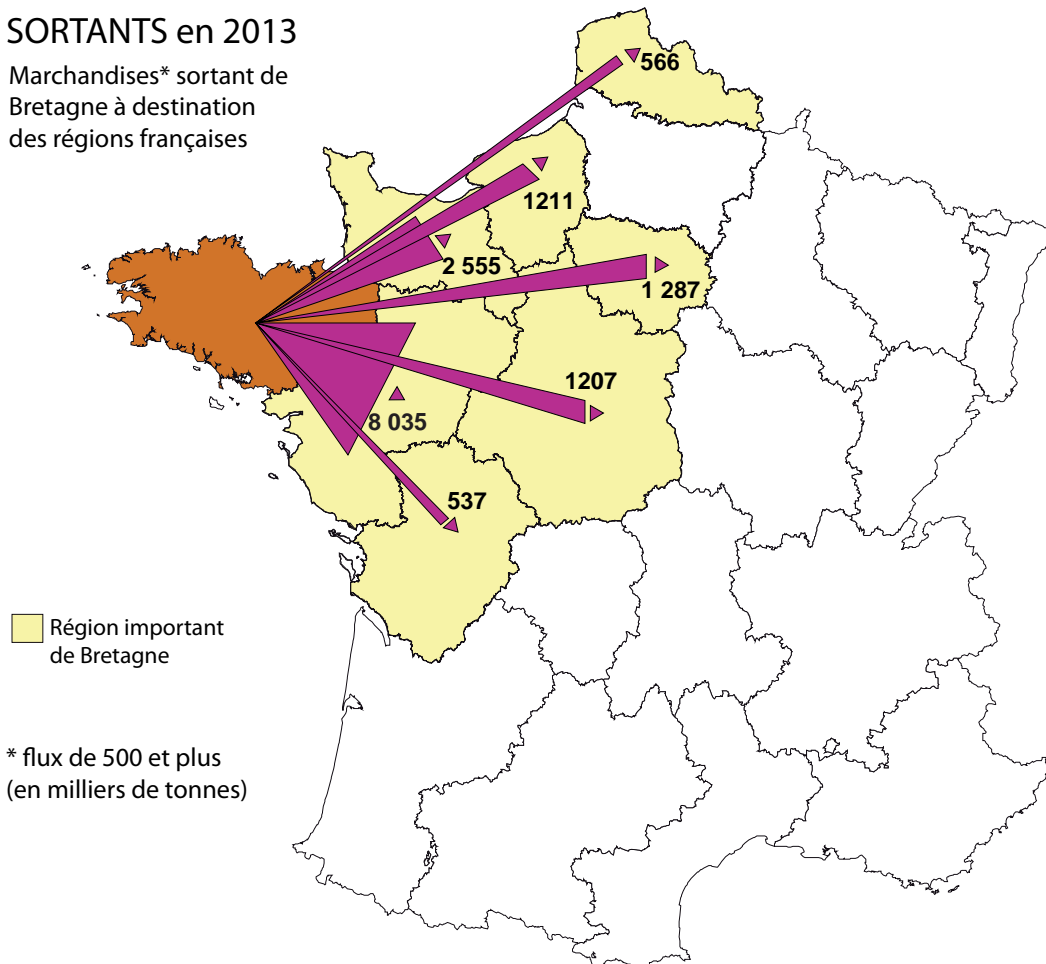 SORTANTS en 2013
Marchandises* sortant de
Bretagne à destination
des régions françaises
566
1211
2 555
1 287
1207
8 035
537
Région important
de Bretagne
* flux de 500 et plus
(en milliers de tonnes)